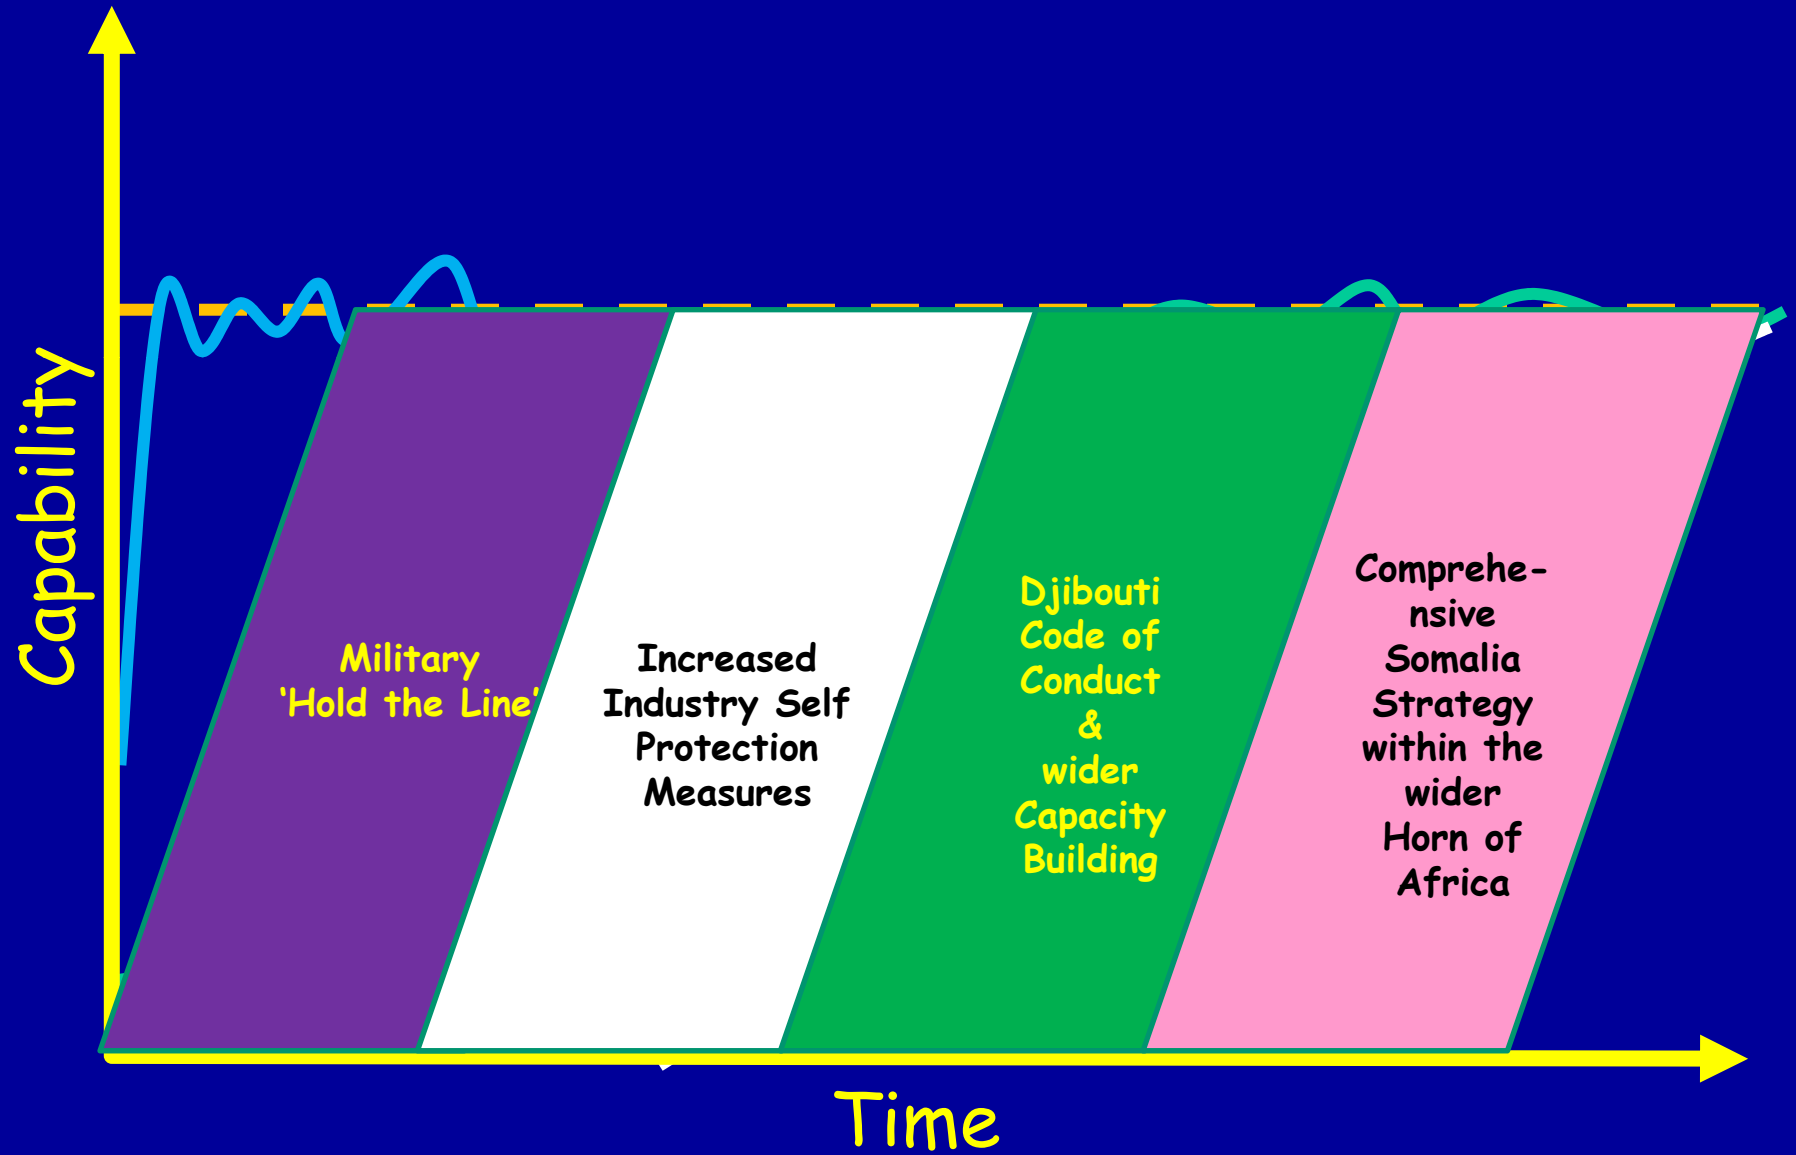 Capability
Military
‘Hold the Line’
Increased
Industry Self
Protection
Measures
Djibouti
Code of
Conduct
&
wider
Capacity
Building
Comprehe-
nsive
Somalia
Strategy
within the
wider
Horn of
Africa
Time